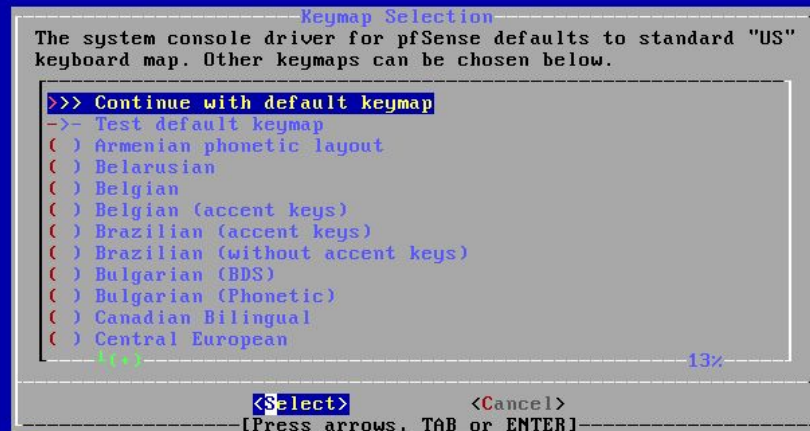 Keymap Selection
The system console driver for pfSense defaults to standard "US"
keyboard map. Other keymaps can be chosen below.
>>> Continue with default keymap
->- Test default keymap
( ) Armenian phonetic layout
( ) Belarusian
( ) Belgian
( ) Belgian (accent keys)
( ) Brazilian (accent keys)
( ) Brazilian (without accent keys)
( ) Bulgarian (BDS)
( ) Bulgarian (Phonetic)
( ) Canadian Bilingual
( ) Central European
(+) 13%
<Select> <Cancel>
[Press arrows, TAB or ENTER]